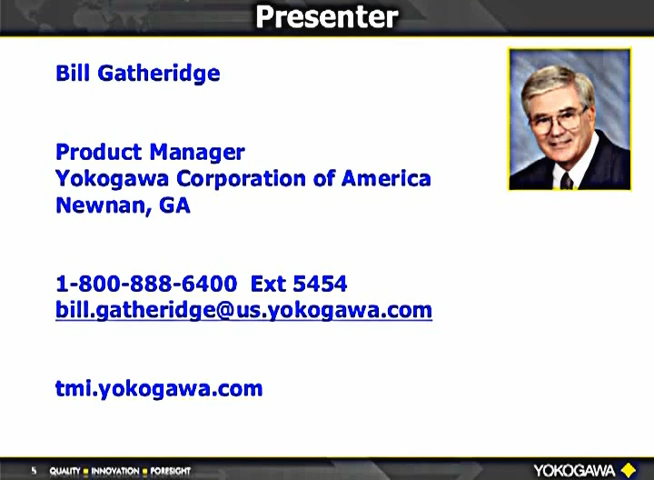 Presenter
Bill Gatheridge
Product Manager
Yokogawa Corporation of America
Newnan, GA
1-800-888-6400 Ext 5454
bill.gatheridge@us.yokogawa.com
tmi.yokogawa.com
5 QUALITY ■ INNOVATION ■ FORESIGHT
YOKOGAWA